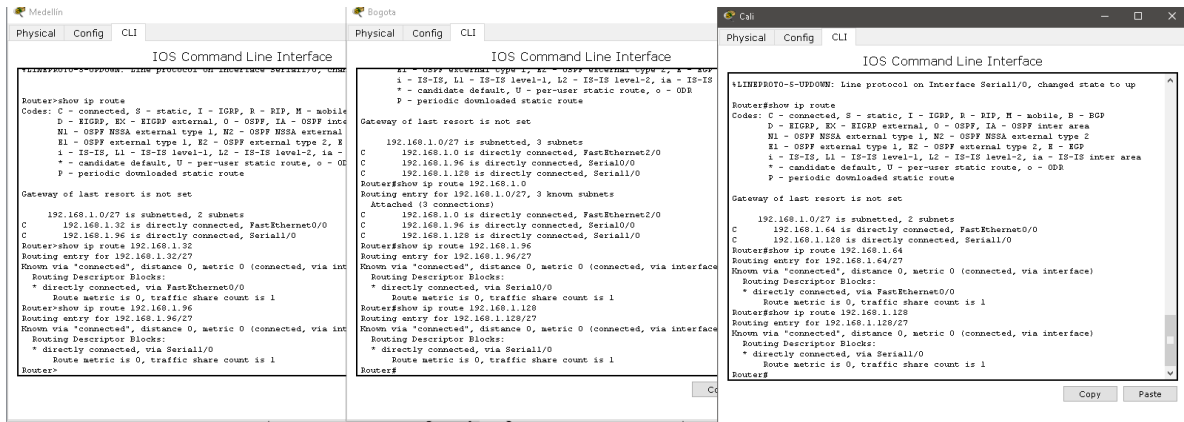 Medellín
Physical Config CLI
IOS Command Line Interface
%LINEPROTO-5-UPDOWN: Line protocol on Interface Serial1/0, chan
Router>show ip route
Codes: C - connected, S - static, I - IGRP, R - RIP, M - mobile
D - EIGRP, EX - EIGRP external, O - OSPF, IA - OSPF inte
N1 - OSPF NSSA external type 1, N2 - OSPF NSSA external
E1 - OSPF external type 1, E2 - OSPF external type 2, E
i - IS-IS, L1 - IS-IS level-1, L2 - IS-IS level-2, ia -
* - candidate default, U - per-user static route, o - OD
P - periodic downloaded static route
Gateway of last resort is not set
192.168.1.0/27 is subnetted, 2 subnets
C 192.168.1.32 is directly connected, FastEthernet0/0
C 192.168.1.96 is directly connected, Serial1/0
Router>show ip route 192.168.1.32
Routing entry for 192.168.1.32/27
Known via "connected", distance 0, metric 0 (connected, via int
Routing Descriptor Blocks:
* directly connected, via FastEthernet0/0
Route metric is 0, traffic share count is 1
Router>show ip route 192.168.1.96
Routing entry for 192.168.1.96/27
Known via "connected", distance 0, metric 0 (connected, via int
Routing Descriptor Blocks:
* directly connected, via Serial1/0
Route metric is 0, traffic share count is 1
Router>
Bogota
Physical Config CLI
IOS Command Line Interface
E1 - OSPF external type 1, E2 - OSPF external type 2, E - EGP
i - IS-IS, L1 - IS-IS level-1, L2 - IS-IS level-2, ia - IS-IS
* - candidate default, U - per-user static route, o - ODR
P - periodic downloaded static route
Gateway of last resort is not set
192.168.1.0/27 is subnetted, 3 subnets
C 192.168.1.0 is directly connected, FastEthernet2/0
C 192.168.1.96 is directly connected, Serial0/0
C 192.168.1.128 is directly connected, Serial1/0
Router#show ip route 192.168.1.0
Routing entry for 192.168.1.0/27, 3 known subnets
Attached (3 connections)
C 192.168.1.0 is directly connected, FastEthernet2/0
C 192.168.1.96 is directly connected, Serial0/0
C 192.168.1.128 is directly connected, Serial1/0
Router#show ip route 192.168.1.96
Routing entry for 192.168.1.96/27
Known via "connected", distance 0, metric 0 (connected, via interface
Routing Descriptor Blocks:
* directly connected, via Serial0/0
Route metric is 0, traffic share count is 1
Router#show ip route 192.168.1.128
Routing entry for 192.168.1.128/27
Known via "connected", distance 0, metric 0 (connected, via interface
Routing Descriptor Blocks:
* directly connected, via Serial1/0
Route metric is 0, traffic share count is 1
Router#
Co
Cali
Physical Config CLI
IOS Command Line Interface
%LINEPROTO-5-UPDOWN: Line protocol on Interface Serial1/0, changed state to up
Router#show ip route
Codes: C - connected, S - static, I - IGRP, R - RIP, M - mobile, B - BGP
D - EIGRP, EX - EIGRP external, O - OSPF, IA - OSPF inter area
N1 - OSPF NSSA external type 1, N2 - OSPF NSSA external type 2
E1 - OSPF external type 1, E2 - OSPF external type 2, E - EGP
i - IS-IS, L1 - IS-IS level-1, L2 - IS-IS level-2, ia - IS-IS inter area
* - candidate default, U - per-user static route, o - ODR
P - periodic downloaded static route
Gateway of last resort is not set
192.168.1.0/27 is subnetted, 2 subnets
C 192.168.1.64 is directly connected, FastEthernet0/0
C 192.168.1.128 is directly connected, Serial1/0
Router#show ip route 192.168.1.64
Routing entry for 192.168.1.64/27
Known via "connected", distance 0, metric 0 (connected, via interface)
Routing Descriptor Blocks:
* directly connected, via FastEthernet0/0
Route metric is 0, traffic share count is 1
Router#show ip route 192.168.1.128
Routing entry for 192.168.1.128/27
Known via "connected", distance 0, metric 0 (connected, via interface)
Routing Descriptor Blocks:
* directly connected, via Serial1/0
Route metric is 0, traffic share count is 1
Router#
Copy Paste